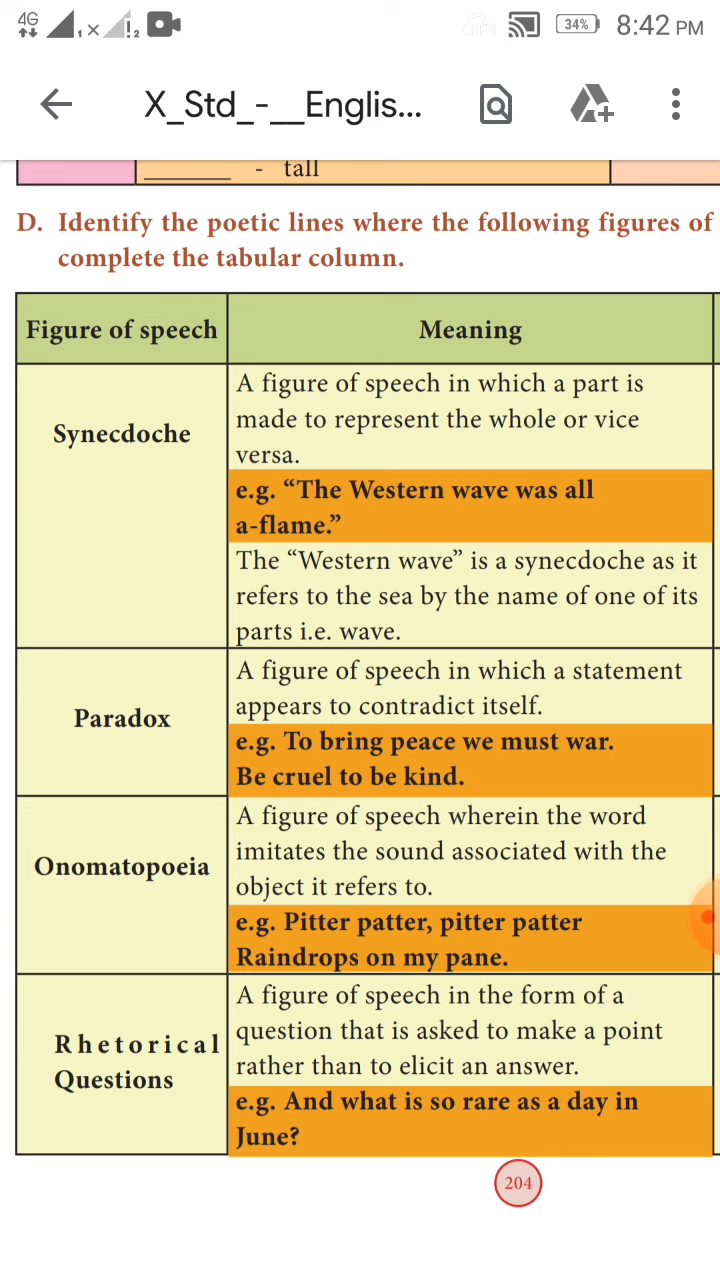 4G
1
x
2
34%
8:42 PM
X_Std_-__Englis...
- tall
D. Identify the poetic lines where the following figures of
complete the tabular column.
Figure of speech
Meaning
Synecdoche
A figure of speech in which a part is
made to represent the whole or vice
versa.
e.g. “The Western wave was all
a-flame.”
The “Western wave” is a synecdoche as it
refers to the sea by the name of one of its
parts i.e. wave.
Paradox
A figure of speech in which a statement
appears to contradict itself.
e.g. To bring peace we must war.
Be cruel to be kind.
Onomatopoeia
A figure of speech wherein the word
imitates the sound associated with the
object it refers to.
e.g. Pitter patter, pitter patter
Raindrops on my pane.
Rhetorical
Questions
A figure of speech in the form of a
question that is asked to make a point
rather than to elicit an answer.
e.g. And what is so rare as a day in
June?
204